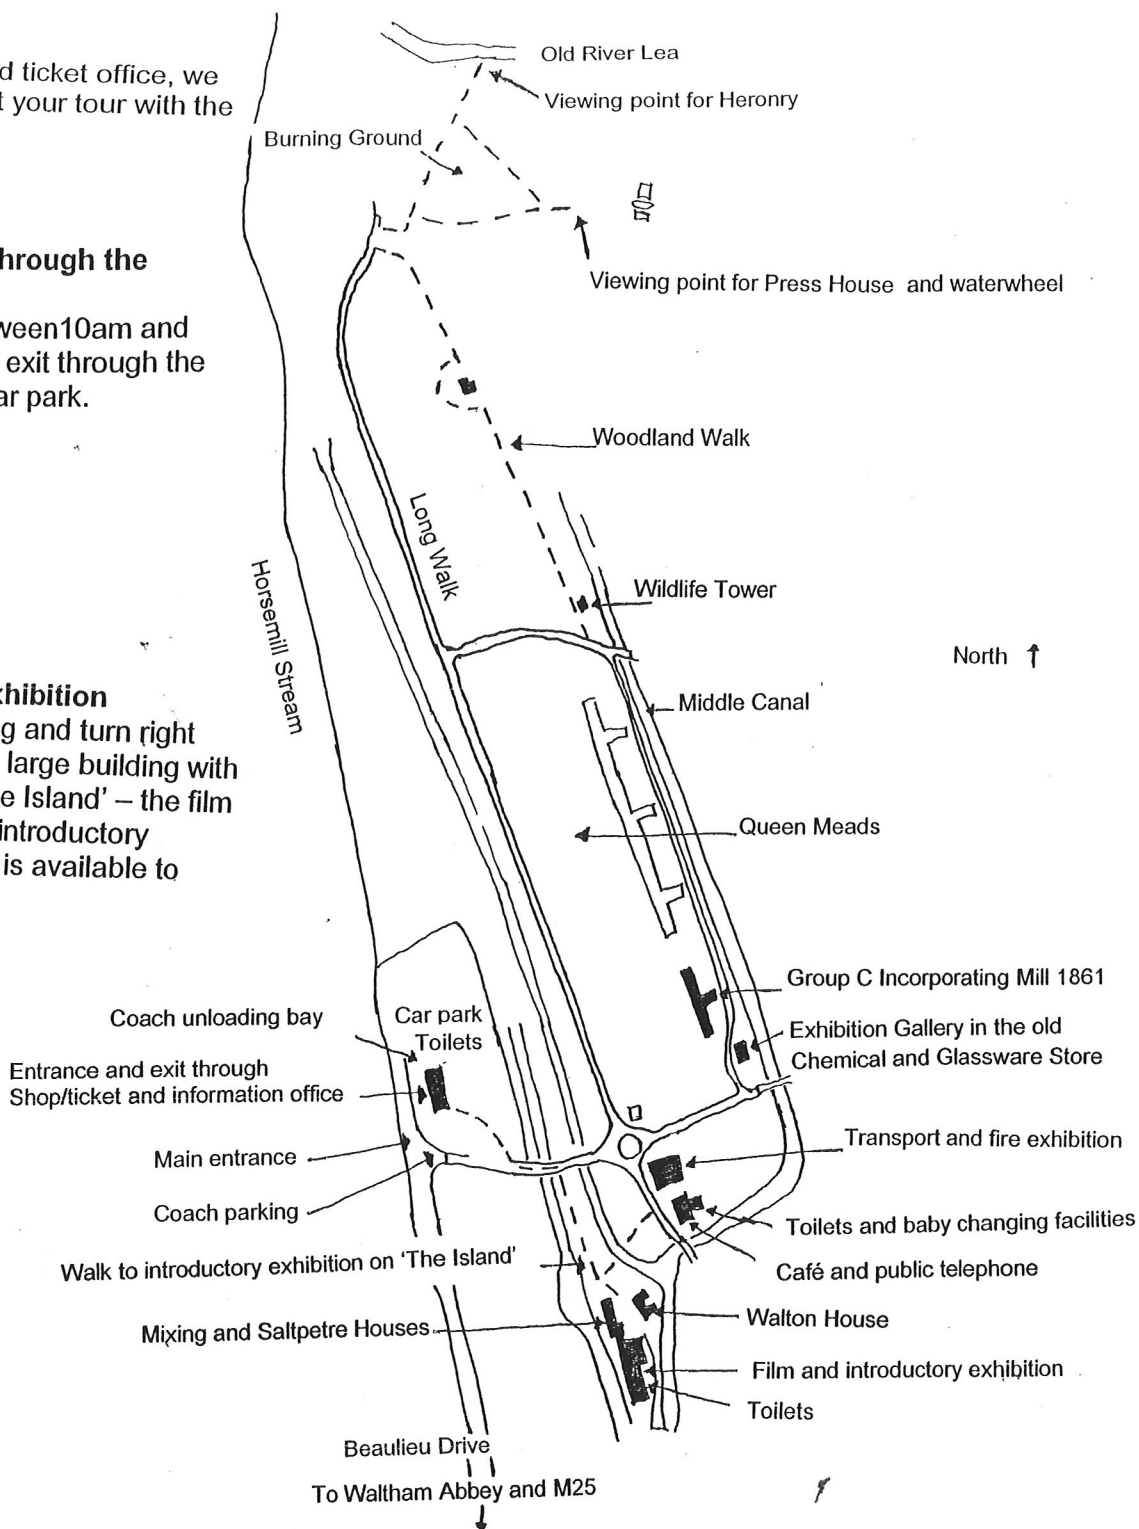 d ticket office, we
t your tour with the
hrough the
ween10am and
exit through the
ar park.
xhibition
g and turn right
large building with
e Island' – the film
introductory
is available to
Old River Lea
Viewing point for Heronry
Burning Ground
Viewing point for Press House and waterwheel
Woodland Walk
Long Walk
Horsemill Stream
Wildlife Tower
North
Middle Canal
Queen Meads
Group C Incorporating Mill 1861
Exhibition Gallery in the old
Chemical and Glassware Store
Coach unloading bay
Car park
Toilets
Entrance and exit through
Shop/ticket and information office
Main entrance
Coach parking
Transport and fire exhibition
Toilets and baby changing facilities
Café and public telephone
Walk to introductory exhibition on 'The Island'
Mixing and Saltpetre Houses
Walton House
Film and introductory exhibition
Toilets
Beaulieu Drive
To Waltham Abbey and M25